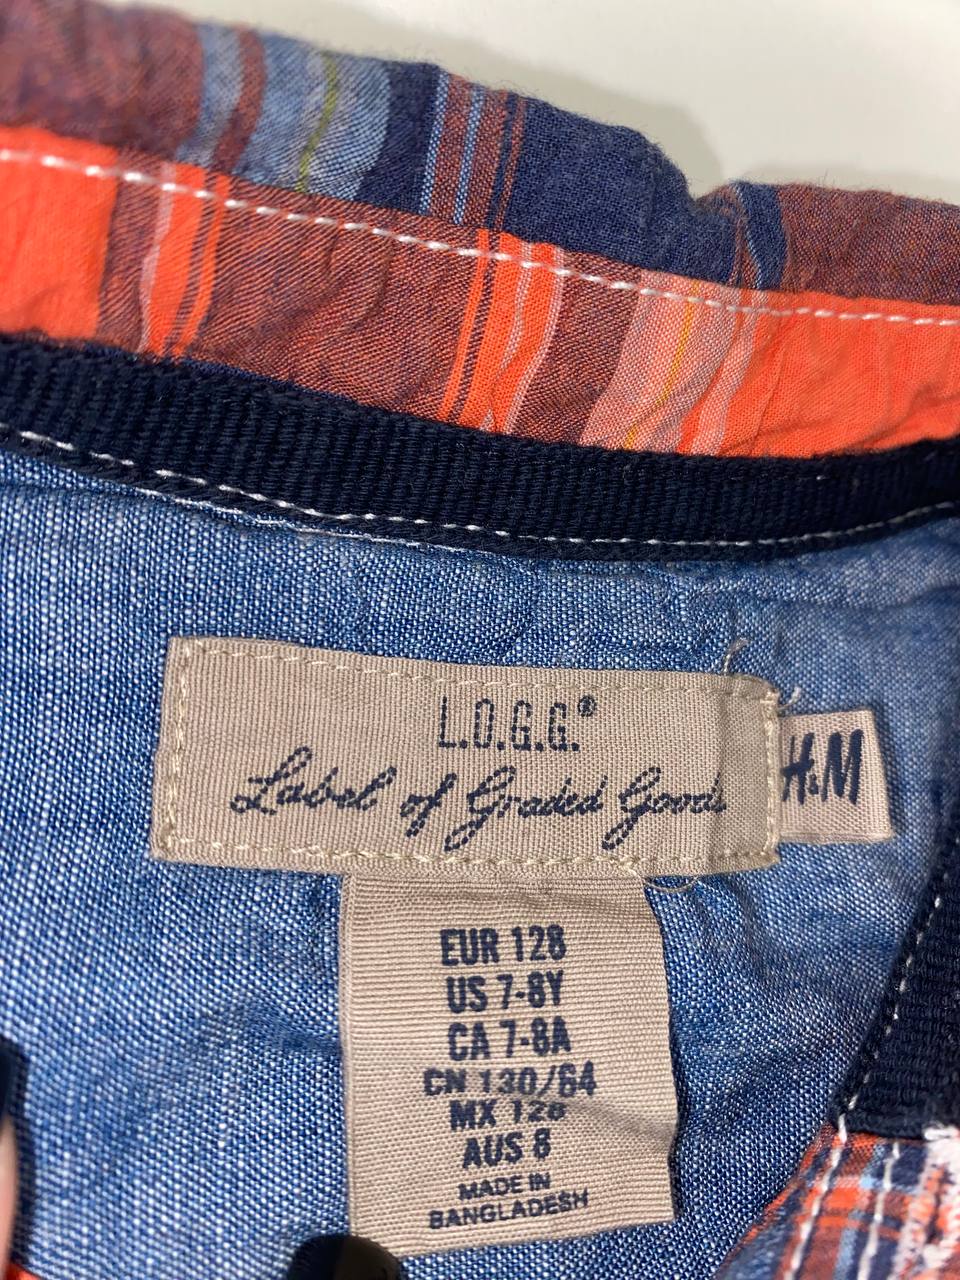 L.O.G.G.®
Label of Graded Goods
H&M
EUR 128
US 7-8Y
CA 7-8A
CN 130/64
MX 128
AUS 8
MADE IN
BANGLADESH